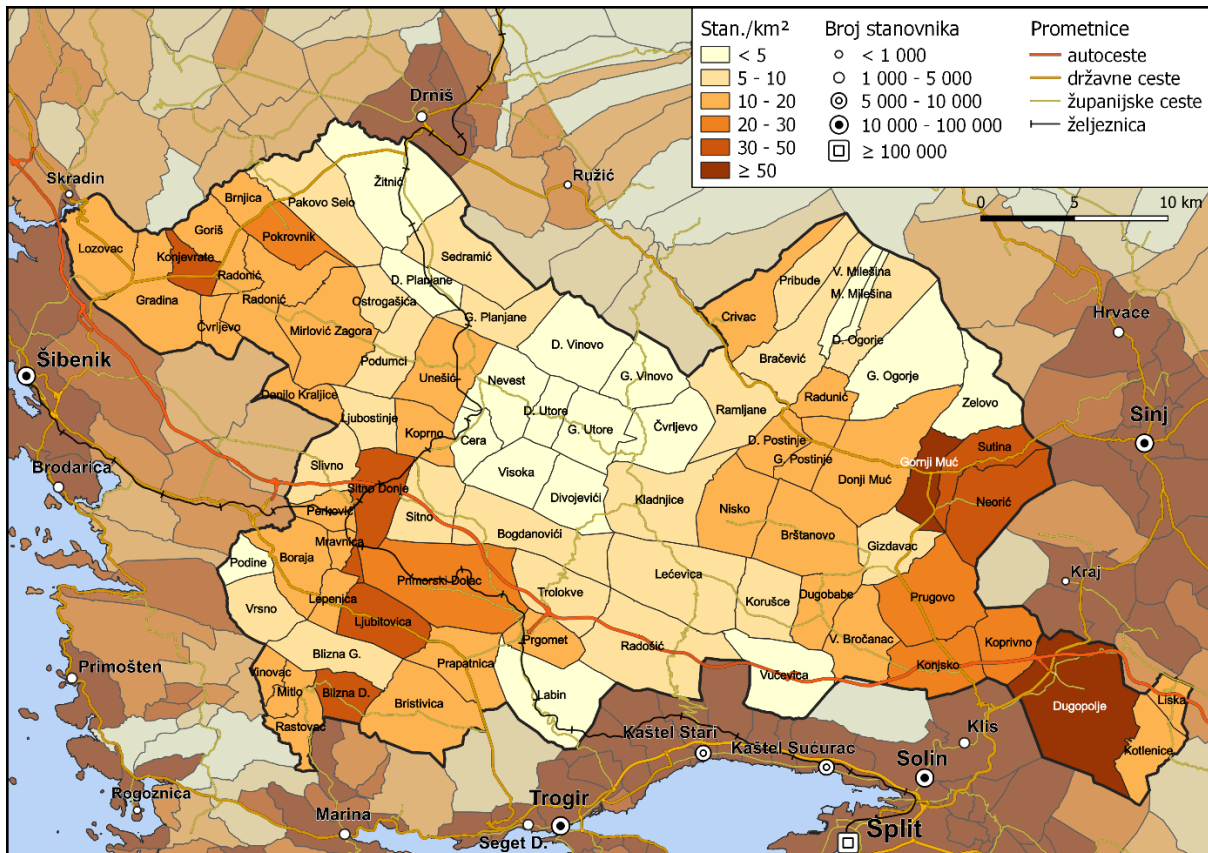 Stan./km²
< 5
5 - 10
10 - 20
20 - 30
30 - 50
≥ 50
Broj stanovnika
< 1 000
1 000 - 5 000
5 000 - 10 000
10 000 - 100 000
≥ 100 000
Prometnice
autoceste
državne ceste
županijske ceste
željeznica
0 5 10 km
Drniš
Žitnić
Ružić
Skradin
Brnjica
Pakovo Selo
Goriš
Pokrovnik
Lozovac
Konjevrate
Sedramić
Radonić
D. Planjane
V. Milešina
Pribude
M. Milešina
Gradina
Radonić
Ostrogašića
Hrvace
Čvrljevo
Mirlović Zagora
G. Planjane
Crivac
D. Ogorje
D. Vinovo
Podumci
Bračević
Šibenik
Unešić
Nevest
G. Vinovo
G. Ogorje
Danilo Kraljice
Radunić
Zelovo
Ljubostinje
D. Utore
Ramljane
Sinj
Koprno
Cera
G. Utore
Čvrljevo
D. Postinje
Sutina
Brodarica
Slivno
Visoka
G. Postinje
Donji Muć
Gornji Muć
Sitno Donje
Divojevići
Kladnjice
Neorić
Perković
Sitno
Nisko
Mravnica
Bogdanovići
Brštanovo
Gizdavac
Podine
Boraja
Primorski Dolac
Lećevica
Kraj
Vrsno
Lepenica
Trolokve
Korušce
Dugobabe
Prugovo
Ljubitovica
Prgomet
V. Bročanac
Koprivno
Primošten
Blizna G.
Prapatnica
Radošić
Konjsko
Vinovac
Mitlo
Blizna D.
Bristivica
Labin
Vučevica
Liska
Rastovac
Dugopolje
Kaštel Stari
Klis
Kaštel Sućurac
Solin
Kotlenice
Rogoznica
Marina
Trogir
Seget D.
Split